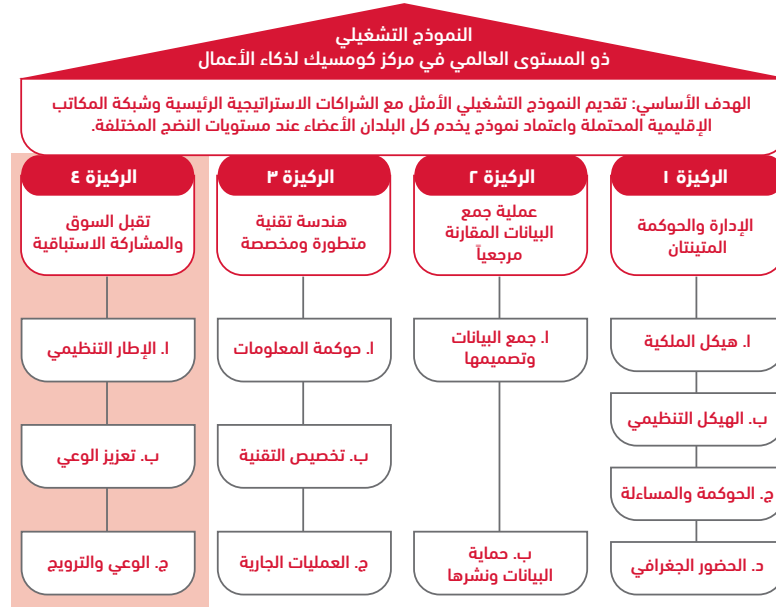 النموذج التشغيلي
ذو المستوى العالمي في مركز كومسيك لذكاء الأعمال
الهدف الأساسي: تقديم النموذج التشغيلي الأمثل مع الشراكات الاستراتيجية الرئيسية وشبكة المكاتب
الإقليمية المحتملة واعتماد نموذج يخدم كل البلدان الأعضاء عند مستويات النضج المختلفة.
الركيزة ١
الإدارة والحوكمة
المتينتان
ا. هيكل الملكية
ب. الهيكل التنظيمي
ج. الحوكمة والمساءلة
د. الحضور الجغرافي
الركيزة ٢
عملية جمع
البيانات المقارنة
مرجعياً
ا. جمع البيانات
وتصميمها
ب. حماية
البيانات ونشرها
الركيزة ٣
هندسة تقنية
متطورة ومخصصة
ا. حوكمة المعلومات
ب. تخصيص التقنية
ج. العمليات الجارية
الركيزة ٤
تقبل السوق
والمشاركة الاستباقية
ا. الإطار التنظيمي
ب. تعزيز الوعي
ج. الوعي والترويج